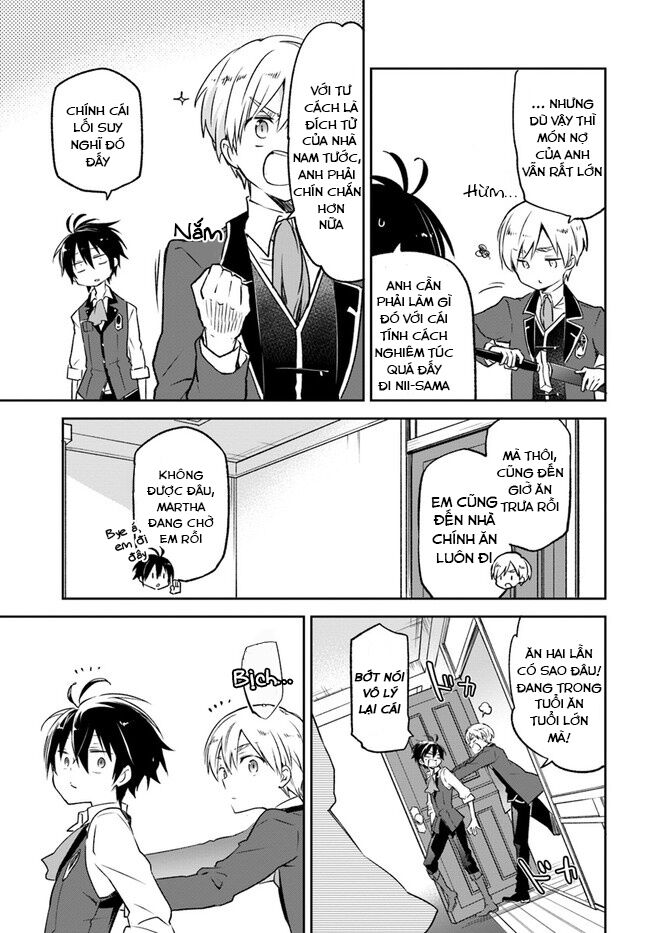 ... NHƯNG
DÙ VẬY THÌ
MÓN NỢ
CỦA ANH
VẪN RẤT LỚN
Hừm...
ANH CẦN
PHẢI LÀM GÌ
ĐÓ VỚI CÁI
TÍNH CÁCH
NGHIÊM TÚC
QUÁ ĐẤY
ĐI NII-SAMA
VỚI TƯ
CÁCH LÀ
ĐÍCH TỬ
CỦA NHÀ
NAM TƯỚC,
ANH PHẢI
CHÍN CHẮN
HƠN
NỮA
Nắm
CHÍNH CÁI
LỐI SUY
NGHĨ ĐÓ
ĐẤY
MÀ THÔI,
CŨNG ĐẾN
GIỜ ĂN
TRƯA RỒI
EM CŨNG
ĐẾN NHÀ
CHÍNH ĂN
LUÔN ĐI
KHÔNG
ĐƯỢC ĐÂU,
MARTHA
ĐANG CHỜ
EM RỒI
Bye á,
em đi
đây
ĂN HAI LẦN
CÓ SAO ĐÂU!
ĐANG TRONG
TUỔI ĂN
TUỔI LỚN
MÀ!
BỚT NÓI
VÔ LÝ
LẠI CÁI
ドタ
ドタ
Bịch...